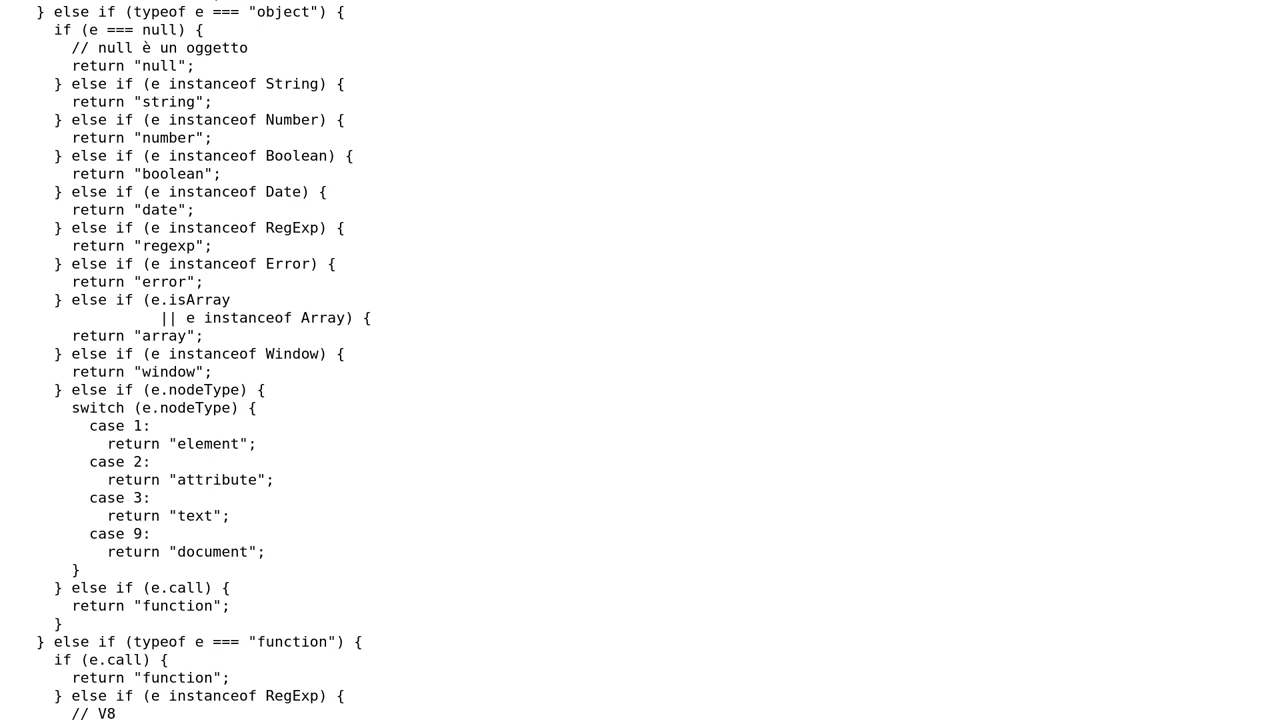 } else if (typeof e === "object") {
if (e === null) {
// null è un oggetto
return "null";
} else if (e instanceof String) {
return "string";
} else if (e instanceof Number) {
return "number";
} else if (e instanceof Boolean) {
return "boolean";
} else if (e instanceof Date) {
return "date";
} else if (e instanceof RegExp) {
return "regexp";
} else if (e instanceof Error) {
return "error";
} else if (e.isArray
|| e instanceof Array) {
return "array";
} else if (e instanceof Window) {
return "window";
} else if (e.nodeType) {
switch (e.nodeType) {
case 1:
return "element";
case 2:
return "attribute";
case 3:
return "text";
case 9:
return "document";
}
} else if (e.call) {
return "function";
}
} else if (typeof e === "function") {
if (e.call) {
return "function";
} else if (e instanceof RegExp) {
// V8